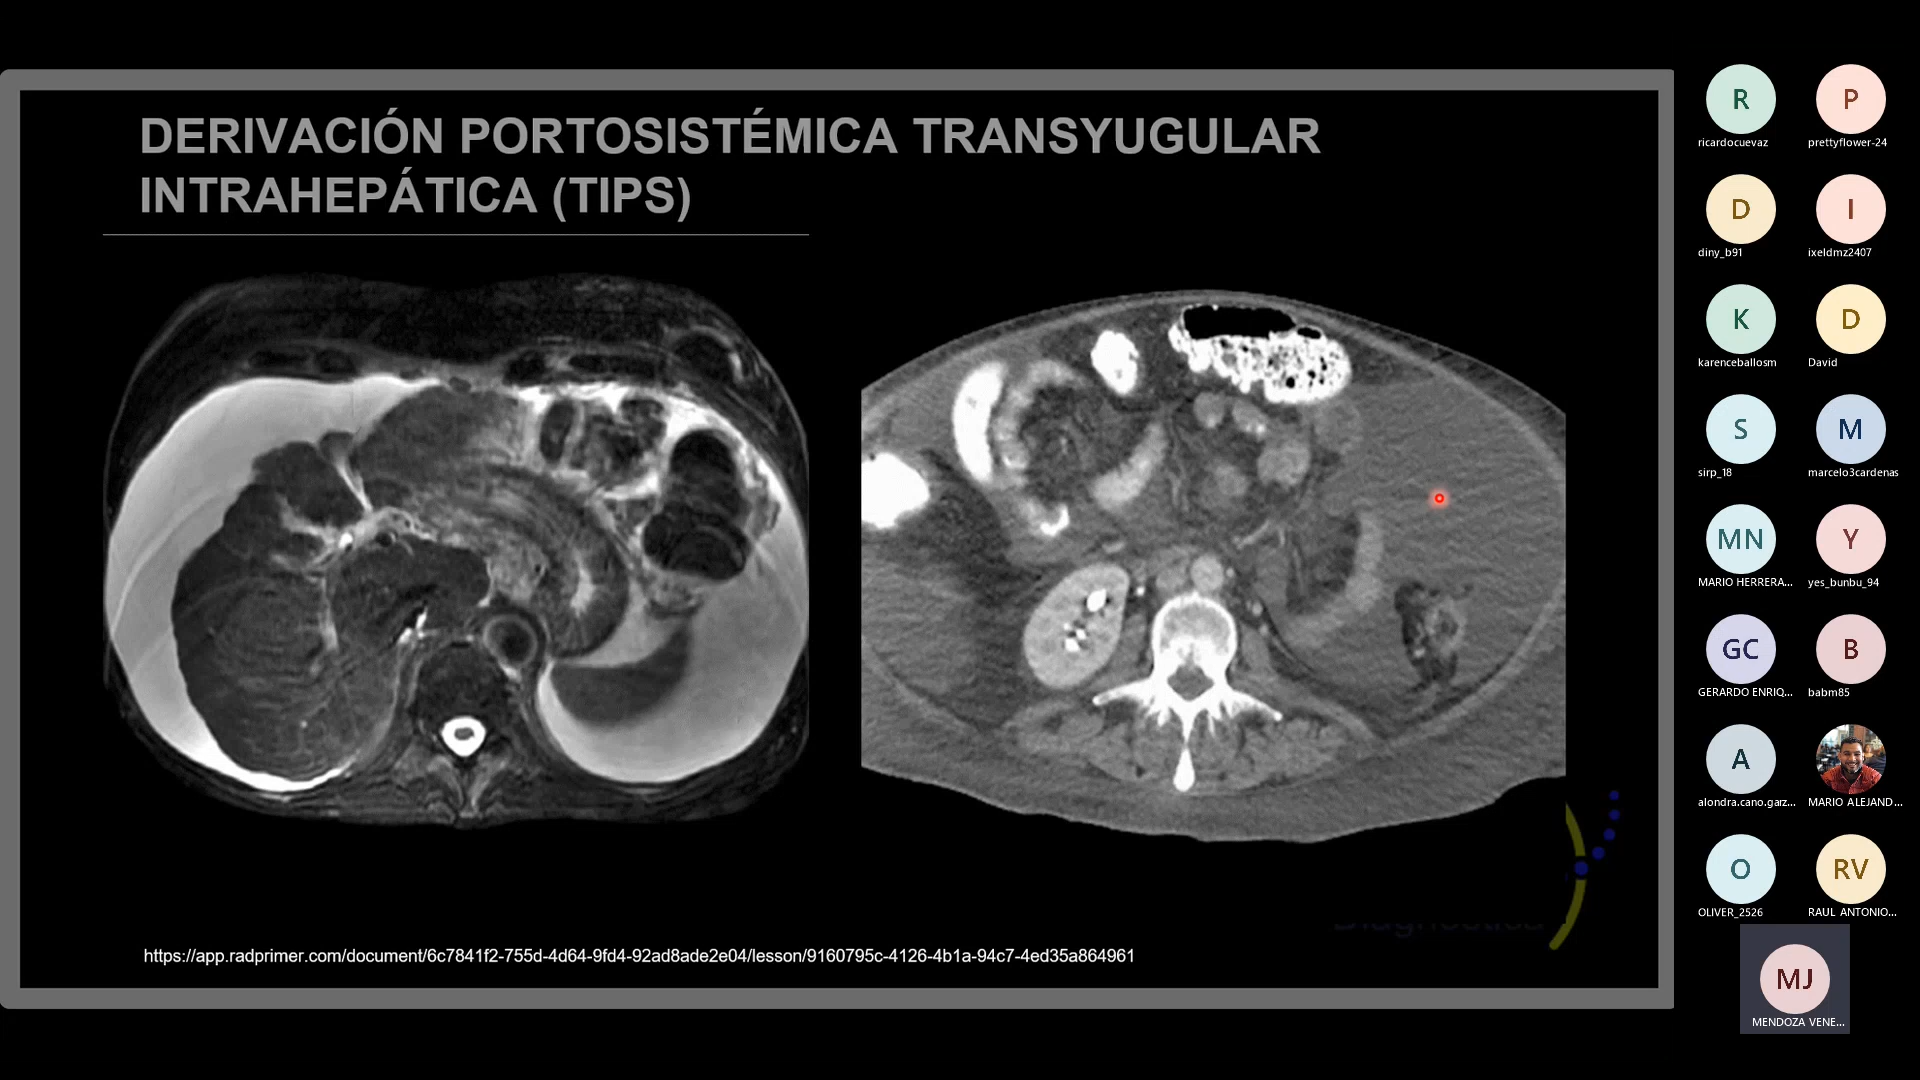 DERIVACIÓN PORTOSISTÉMICA TRANSYUGULAR
INTRAHEPÁTICA (TIPS)
https://app.radprimer.com/document/6c7841f2-755d-4d64-9fd4-92ad8ade2e04/lesson/9160795c-4126-4b1a-94c7-4ed35a864961
R
ricardocuevaz
P
prettyflower-24
D
diny_b91
I
ixeldmz2407
K
karenceballosm
D
David
S
sirp_18
M
marcelo3cardenas
MN
MARIO HERRERA...
Y
yes_bunbu_94
GC
GERARDO ENRIQ...
B
babm85
A
alondra.cano.garz...
MARIO ALEJAND...
O
OLIVER_2526
RV
RAUL ANTONIO...
MJ
MENDOZA VENE...